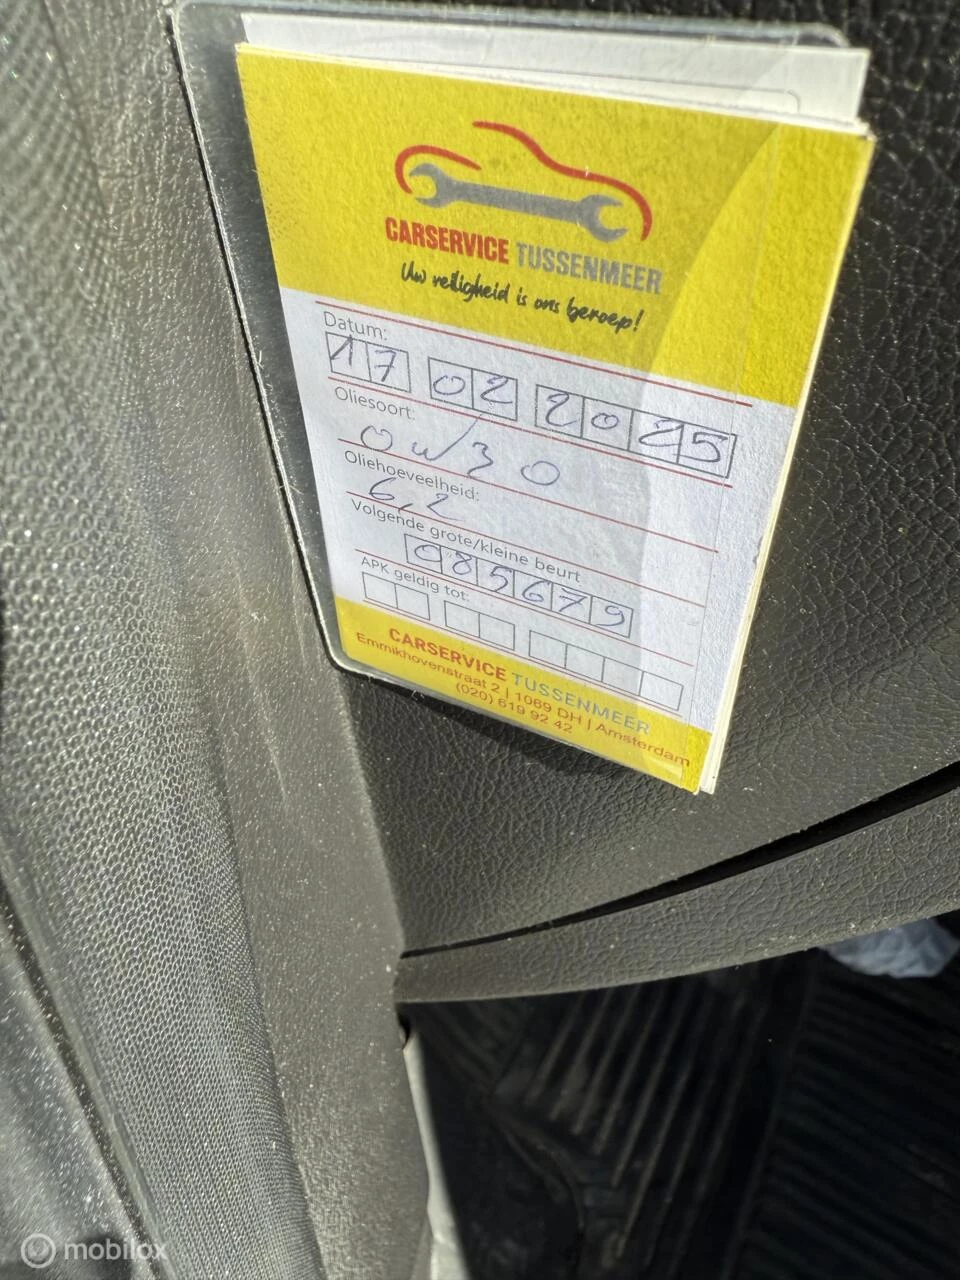 CARSERVICE TUSSENMEER
Uw veiligheid is ons beroep!
Datum:
17 02 2025
Oliesoort:
0w30
Oliehoeveelheid:
6,2
Volgende grote/kleine beurt
085679
APK geldig tot:
CARSERVICE TUSSENMEER
Emmikhovenstraat 2 | 1069 DH | Amsterdam
(020) 619 92 42
mobilox